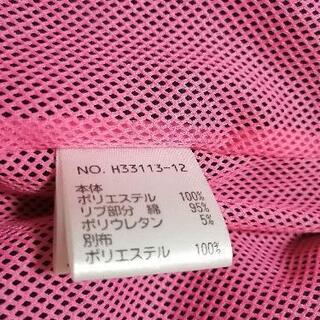 NO. H33113-12
本体
ポリエステル 100%
リブ部分 綿 95%
ポリウレタン 5%
別布
ポリエステル 100%